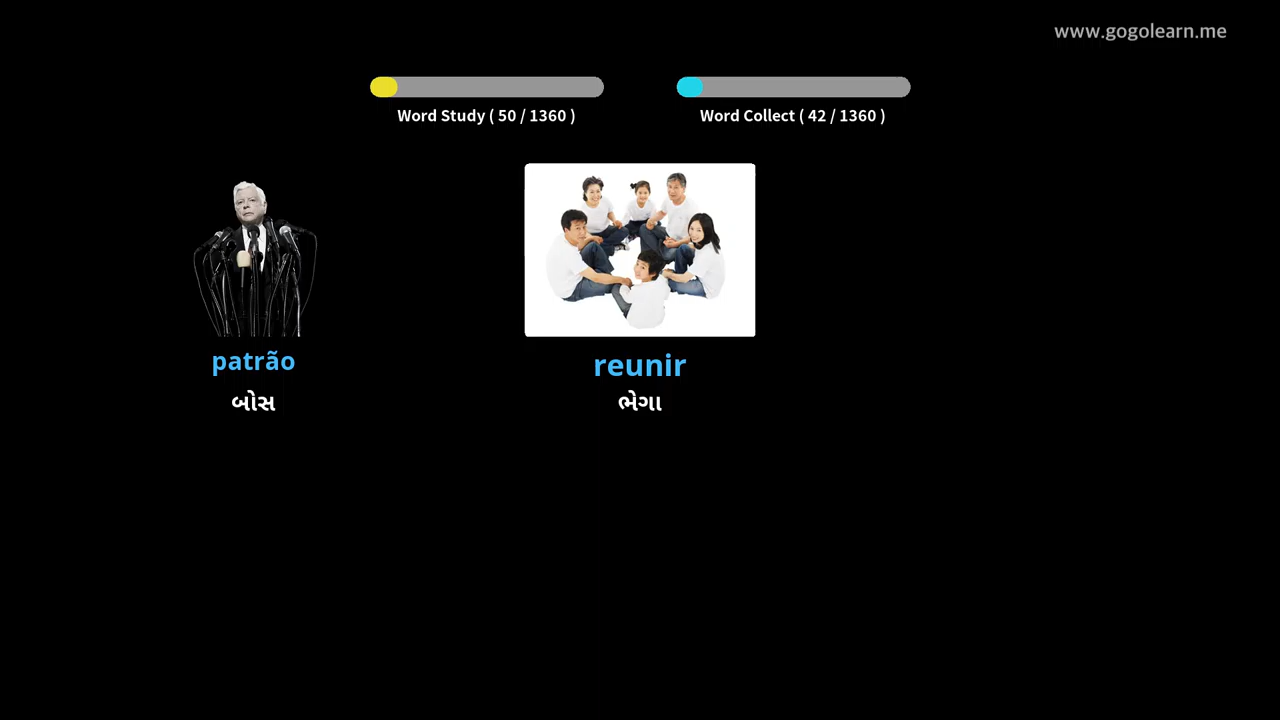 www.gogolearn.me
Word Study ( 50 / 1360 )
Word Collect ( 42 / 1360 )
patrão
બોસ
reunir
ભેગા